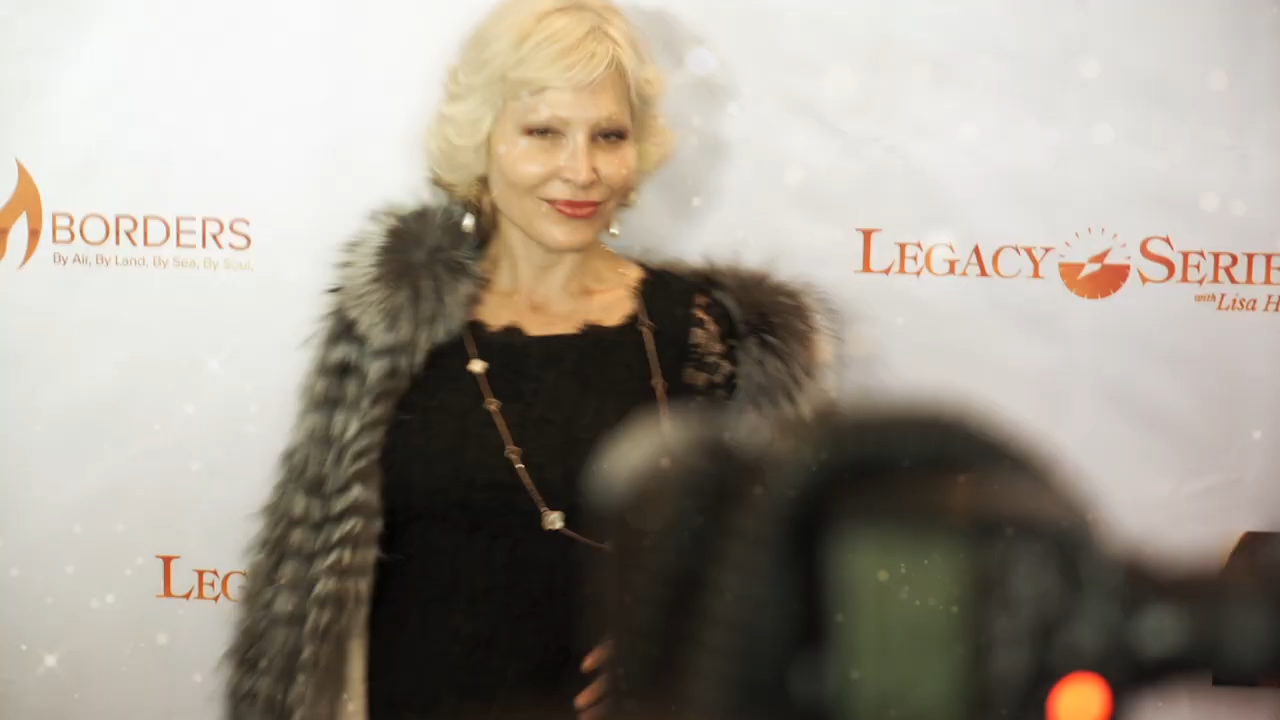 BORDERS
By Air, By Land, By Sea, By Soul.
LEGACY SERIE
with Lisa H
LEG